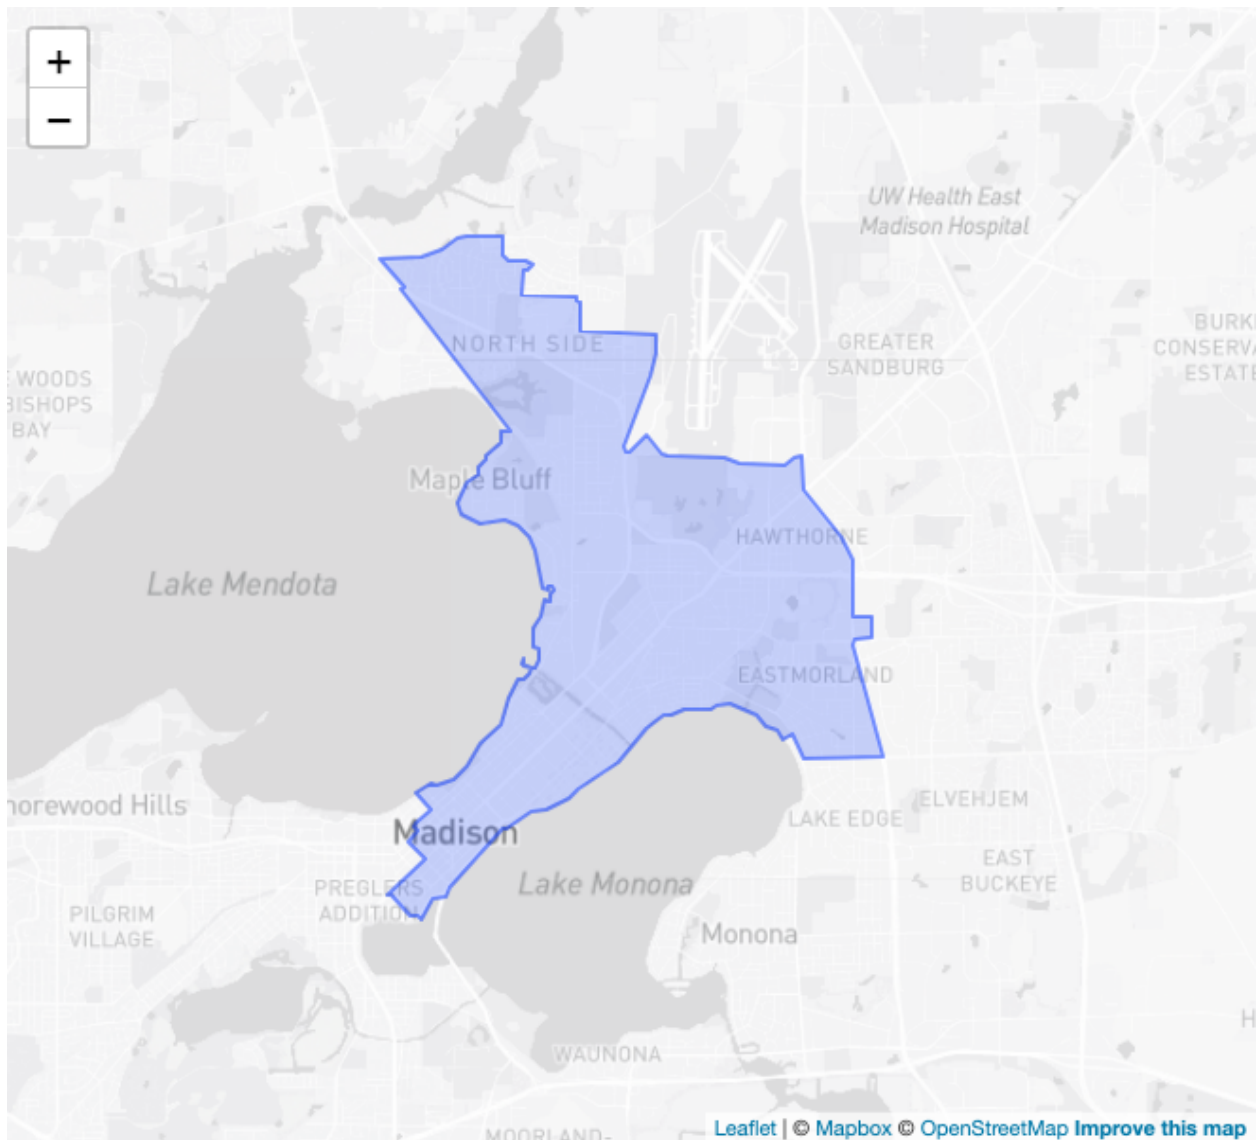 +
−
UW Health East
Madison Hospital
NORTH SIDE
GREATER
SANDBURG
BURK
CONSERVA
ESTATE
E WOODS
BISHOPS
BAY
Maple Bluff
HAWTHORNE
Lake Mendota
EASTMORLAND
horewood Hills
Madison
LAKE EDGE
ELVEHJEM
EAST
BUCKEYE
Lake Monona
PREGLERS
ADDITION
PILGRIM
VILLAGE
Monona
H
WAUNONA
MOORLAND-
Leaflet | © Mapbox © OpenStreetMap Improve this map